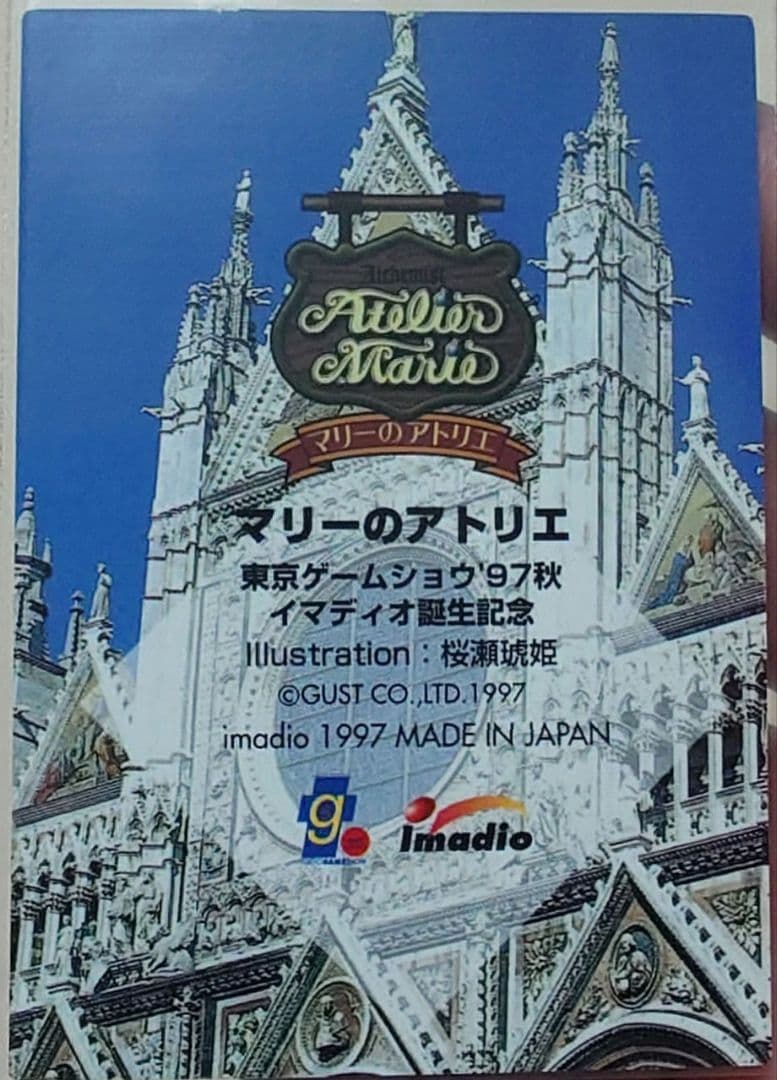 Alchemist
Atelier
Marie
マリーのアトリエ
マリーのアトリエ
東京ゲームショウ'97秋
イマディオ誕生記念
Illustration：桜瀬琥姫
©GUST CO.,LTD.1997
imadio 1997 MADE IN JAPAN
g
Imadio